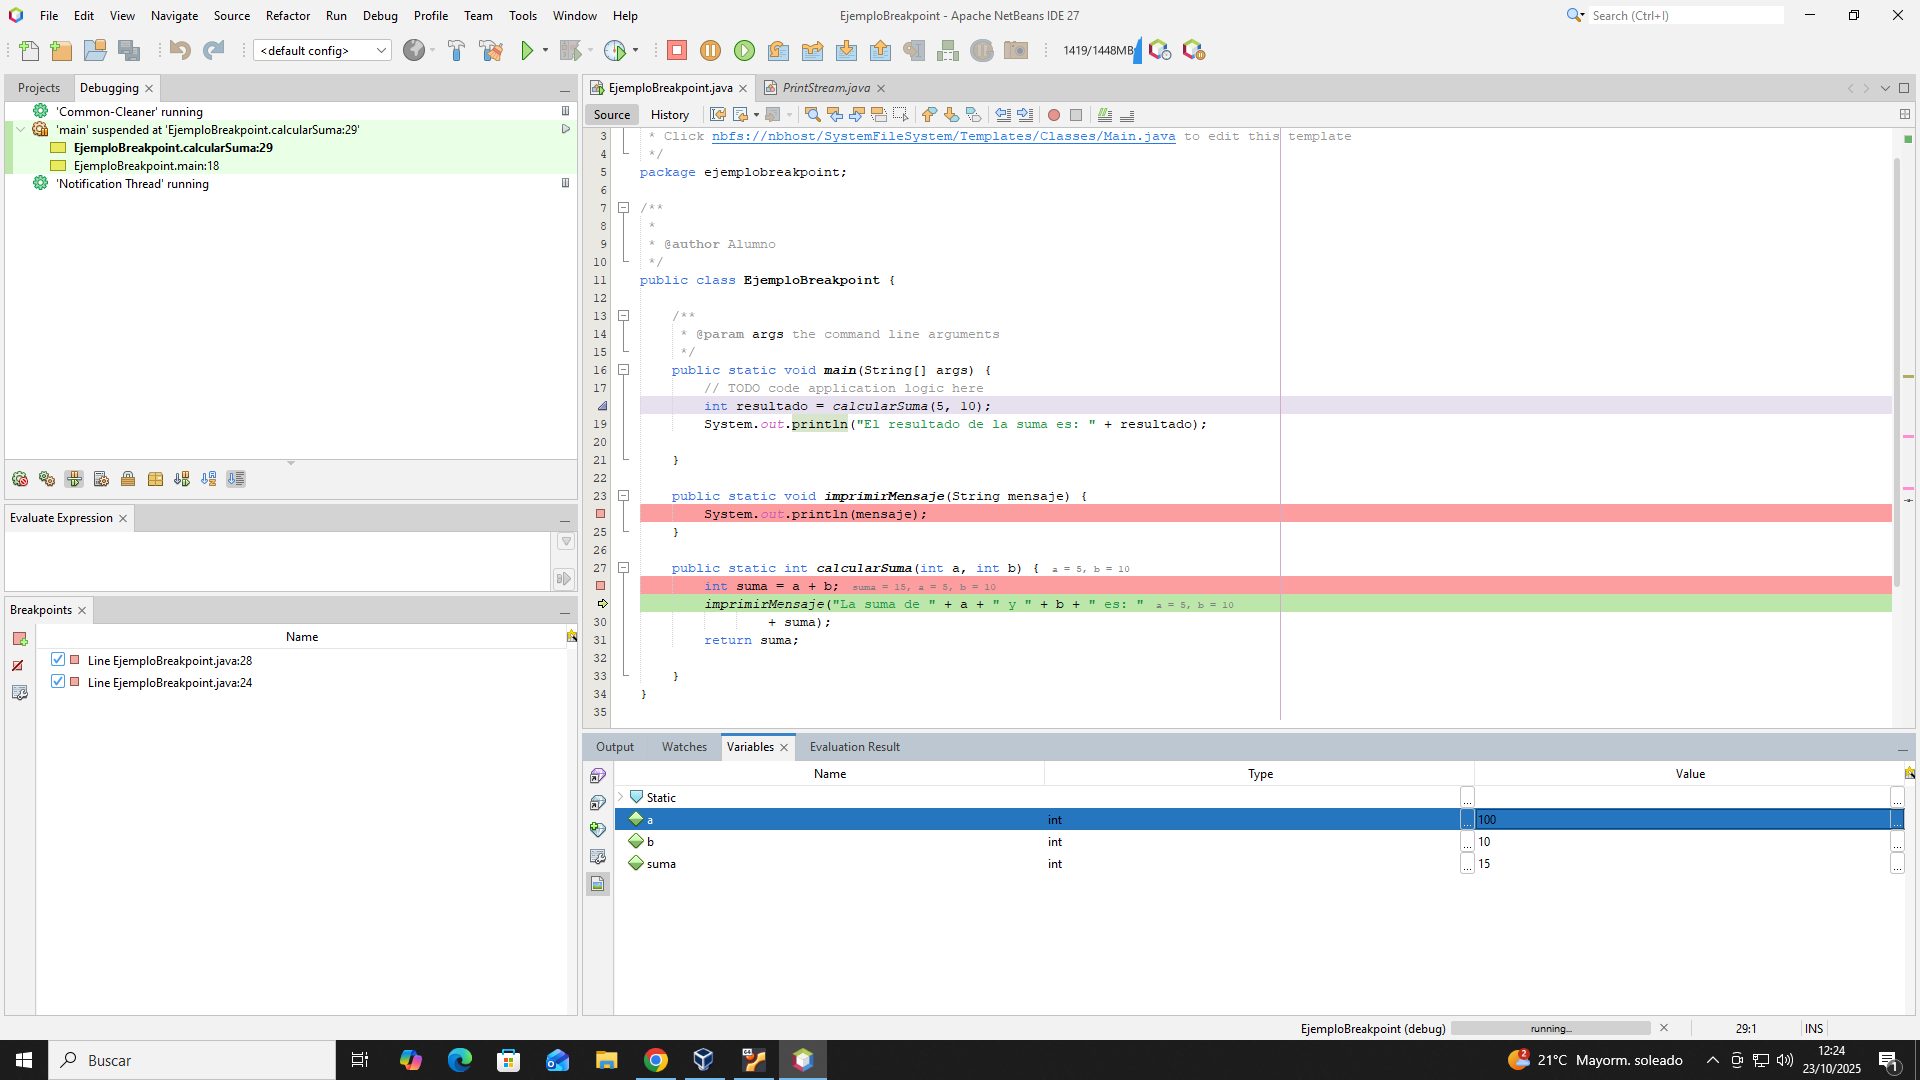 File Edit View Navigate Source Refactor Run Debug Profile Team Tools Window Help
EjemploBreakpoint - Apache NetBeans IDE 27
Search (Ctrl+I)
<default config>
1419/1448MB
Projects Debugging
'Common-Cleaner' running
'main' suspended at 'EjemploBreakpoint.calcularSuma:29'
EjemploBreakpoint.calcularSuma:29
EjemploBreakpoint.main:18
'Notification Thread' running
Evaluate Expression
Breakpoints
Name
Line EjemploBreakpoint.java:28
Line EjemploBreakpoint.java:24
EjemploBreakpoint.java PrintStream.java
Source History
3 * Click nbfs://nbhost/SystemFileSystem/Templates/Classes/Main.java to edit this template
4 */
5 package ejemplobreakpoint;
6
7 /**
8 *
9 * @author Alumno
10 */
11 public class EjemploBreakpoint {
12
13 /**
14 * @param args the command line arguments
15 */
16 public static void main(String[] args) {
17 // TODO code application logic here
int resultado = calcularSuma(5, 10);
19 System.out.println("El resultado de la suma es: " + resultado);
20
21 }
22
23 public static void imprimirMensaje(String mensaje) {
System.out.println(mensaje);
25 }
26
27 public static int calcularSuma(int a, int b) { a = 5, b = 10
int suma = a + b; suma = 15, a = 5, b = 10
imprimirMensaje("La suma de " + a + " y " + b + " es: " a = 5, b = 10
30 + suma);
31 return suma;
32
33 }
34 }
35
Output Watches Variables Evaluation Result
Name Type Value
Static ... ...
a int ... 100 ...
b int ... 10 ...
suma int ... 15 ...
EjemploBreakpoint (debug) running... 29:1 INS
Buscar
2 21°C Mayorm. soleado
12:24
23/10/2025
1